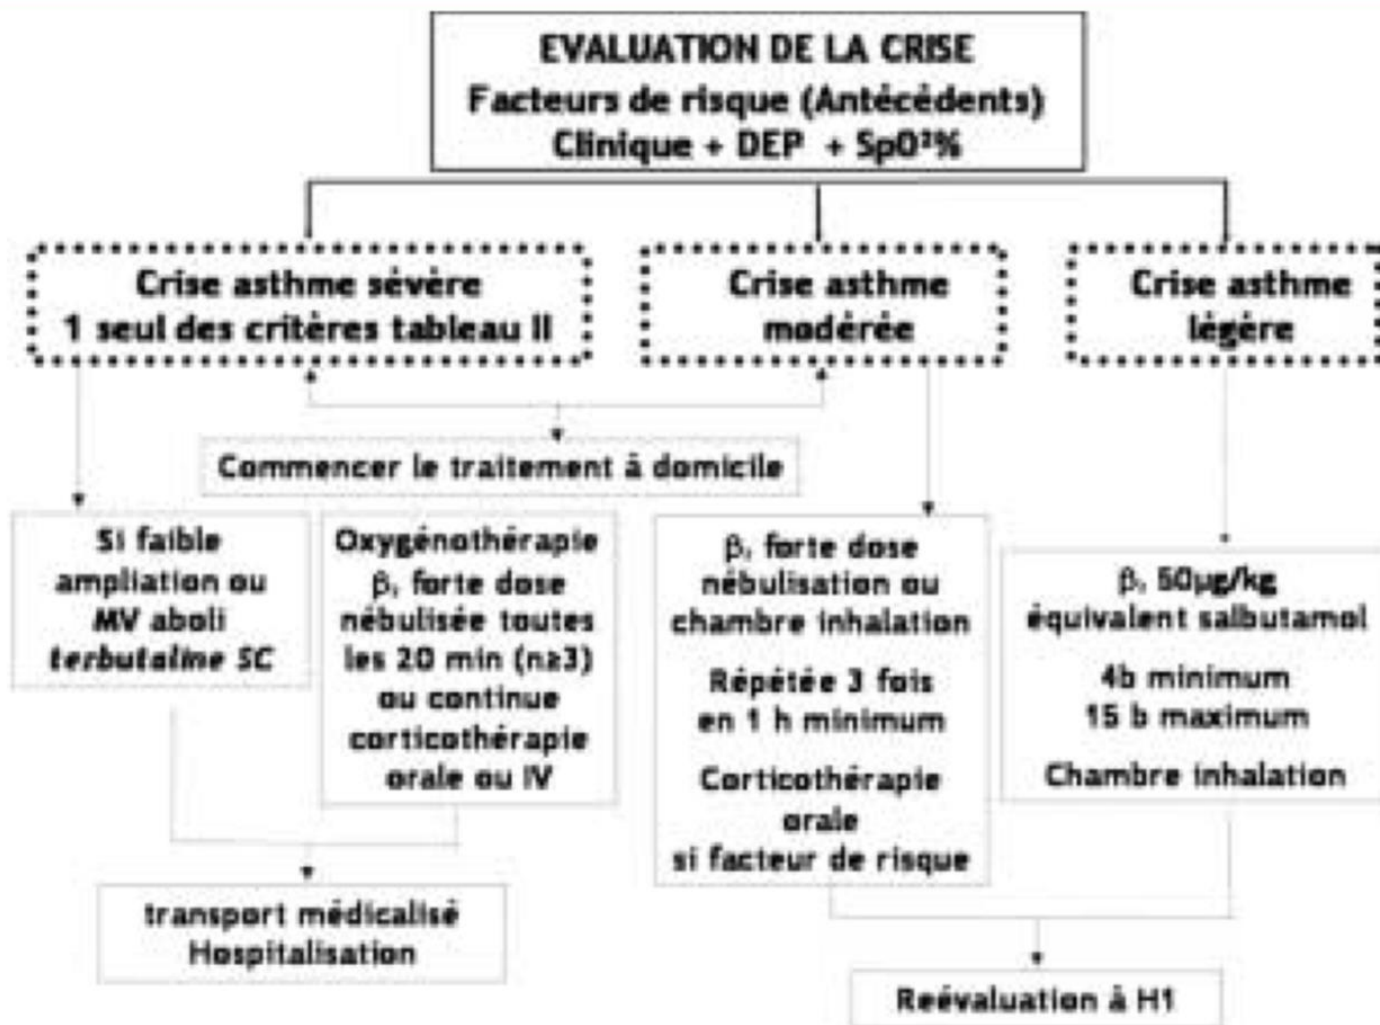 EVALUATION DE LA CRISE
Facteurs de risque (Antécédents)
Clinique + DEP + SpO²%
Crise asthme sévère
1 seul des critères tableau II
Crise asthme
modérée
Crise asthme
légère
Commencer le traitement à domicile
Si faible
ampliation ou
MV aboli
terbutaline SC
Oxygénothérapie
β, forte dose
nébulisée toutes
les 20 min (n≥3)
ou continue
corticothérapie
orale ou IV
β, forte dose
nébulisation ou
chambre inhalation
Répétée 3 fois
en 1 h minimum
Corticothérapie
orale
si facteur de risque
β, 50µg/kg
équivalent salbutamol
4b minimum
15 b maximum
Chambre inhalation
transport médicalisé
Hospitalisation
Reévaluation à H1